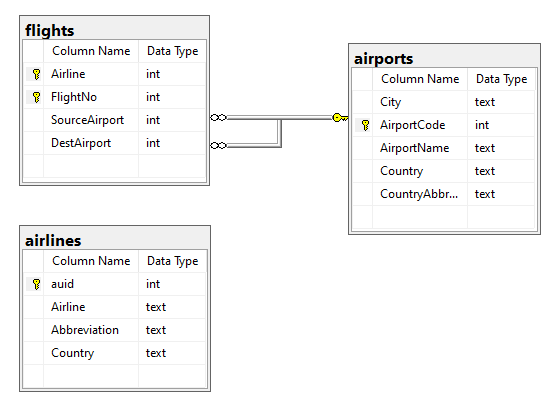 flights
Column Name Data Type
Airline int
FlightNo int
SourceAirport int
DestAirport int
airports
Column Name Data Type
City text
AirportCode int
AirportName text
Country text
CountryAbbr... text
airlines
Column Name Data Type
auid int
Airline text
Abbreviation text
Country text